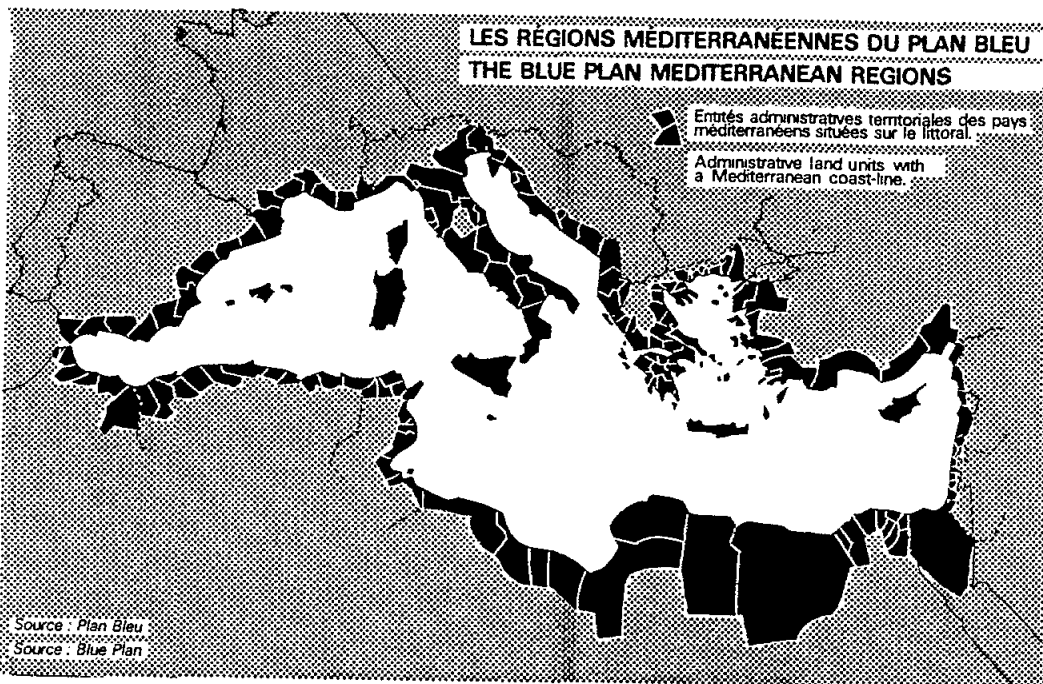 LES RÉGIONS MÉDITERRANÉENNES DU PLAN BLEU
THE BLUE PLAN MEDITERRANEAN REGIONS
Entités administratives territoriales des pays
méditerranéens situées sur le littoral.
Administrative land units with
a Mediterranean coast-line.
Source : Plan Bleu
Source : Blue Plan